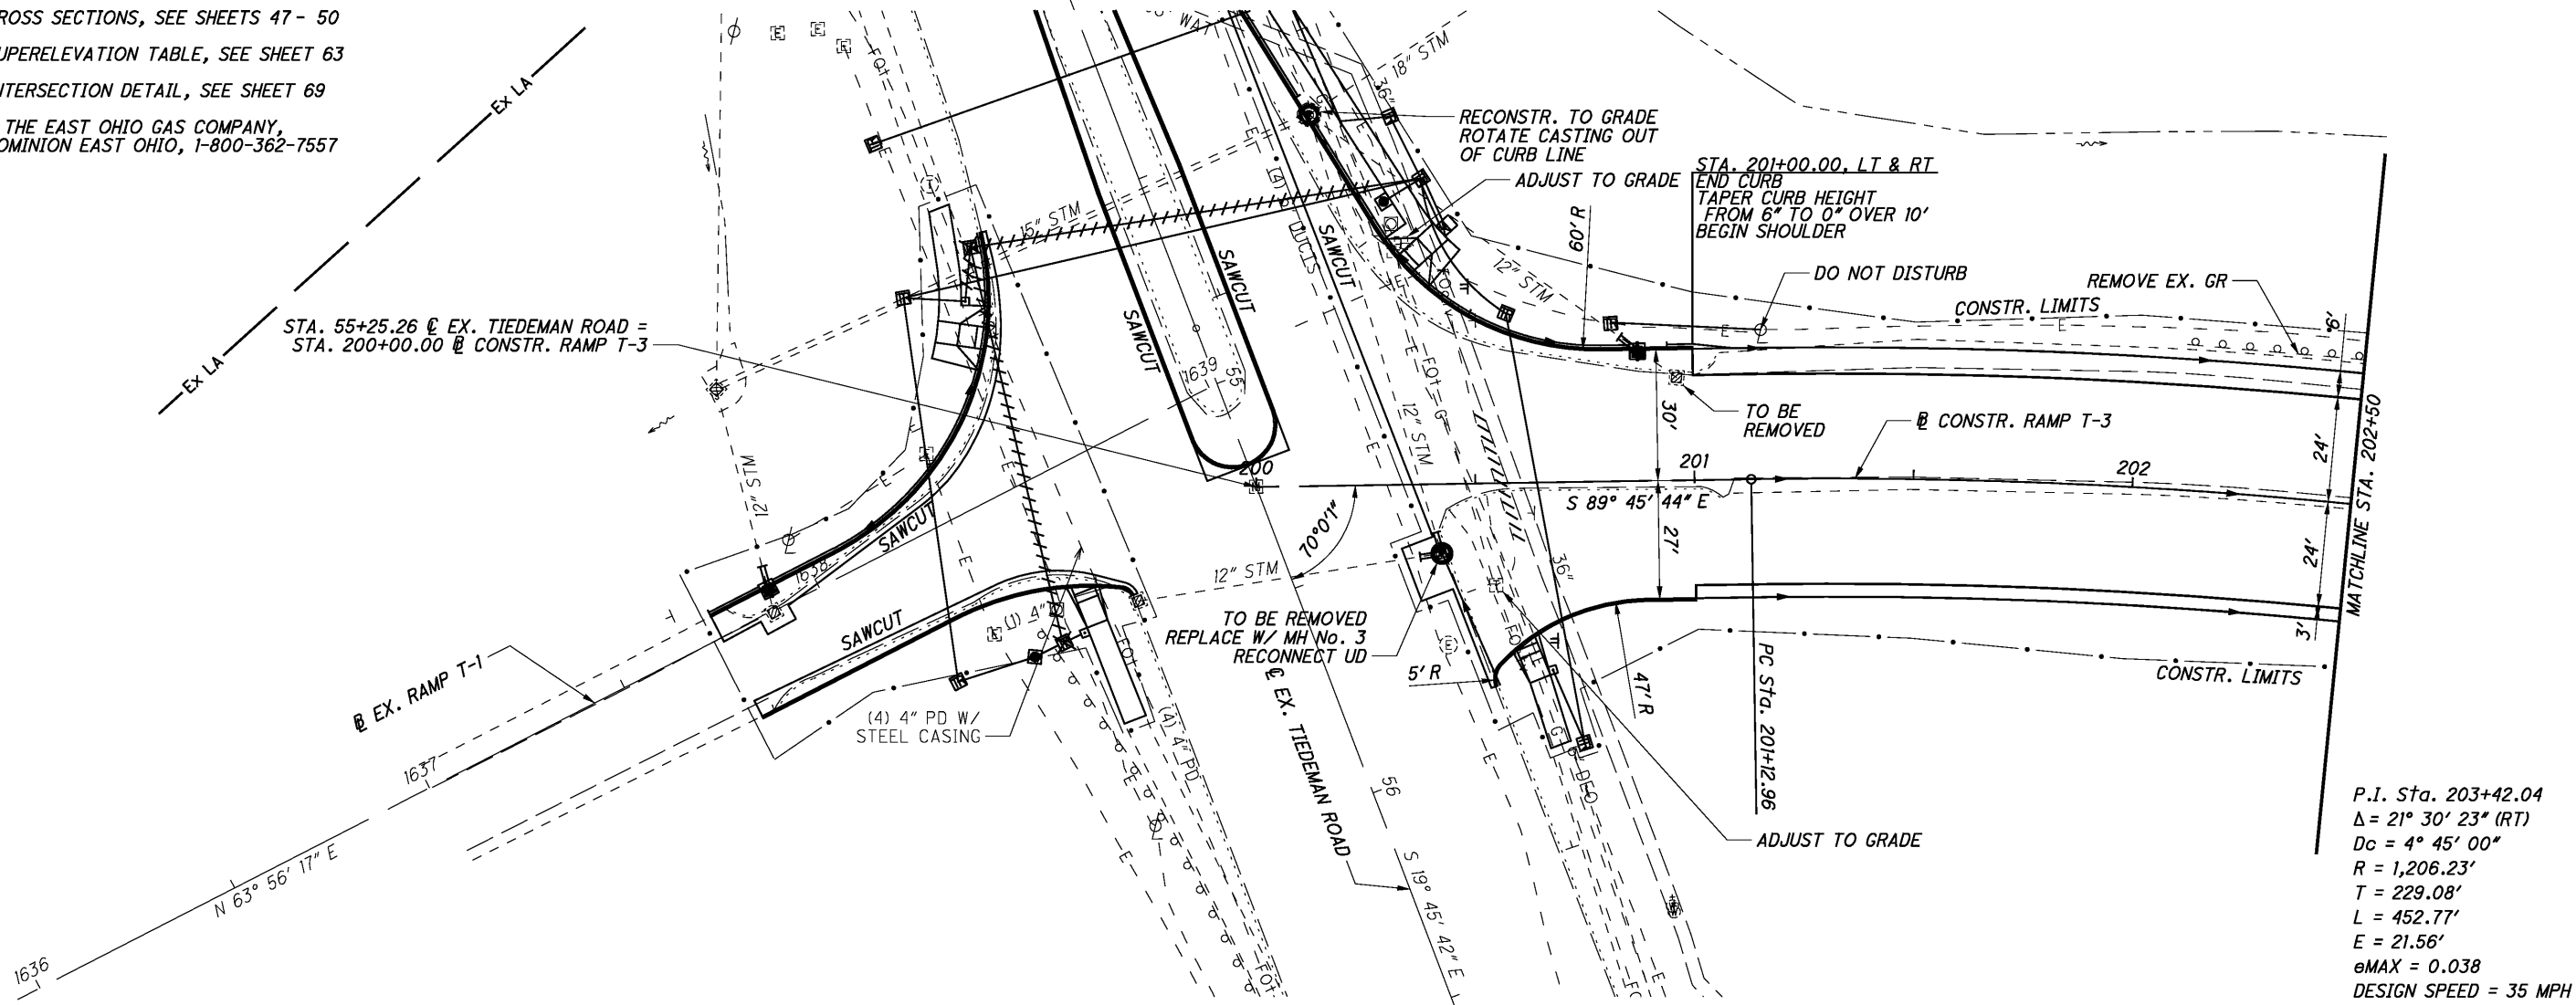 ROSS SECTIONS, SEE SHEETS 47 - 50
UPERELEVATION TABLE, SEE SHEET 63
NTERSECTION DETAIL, SEE SHEET 69
THE EAST OHIO GAS COMPANY,
OMINION EAST OHIO, 1-800-362-7557
Ex LA
Ex LA
STA. 55+25.26 ℄ EX. TIEDEMAN ROAD =
STA. 200+00.00 ⅊ CONSTR. RAMP T-3
RECONSTR. TO GRADE
ROTATE CASTING OUT
OF CURB LINE
ADJUST TO GRADE
STA. 201+00.00, LT & RT
END CURB
TAPER CURB HEIGHT
FROM 6" TO 0" OVER 10'
BEGIN SHOULDER
DO NOT DISTURB
REMOVE EX. GR
CONSTR. LIMITS
18" STM
36"
15" STM
12" STM
60' R
(4) DUCTS
SAWCUT
SAWCUT
SAWCUT
SAWCUT
SAWCUT
1639
55
12" STM
12" STM
12" STM
200
201
202
30'
27'
TO BE
REMOVED
⅊ CONSTR. RAMP T-3
S 89° 45' 44" E
70°0'1"
6'
24'
24'
3'
MATCHLINE STA. 202+50
1638
(1) 4"
(4) 4" PD W/
STEEL CASING
(4) 4" PD
TO BE REMOVED
REPLACE W/ MH No. 3
RECONNECT UD
5' R
47' R
36"
PC Sta. 201+12.96
CONSTR. LIMITS
⅊ EX. RAMP T-1
1637
1636
N 63° 56' 17" E
℄ EX. TIEDEMAN ROAD
56
S 19° 45' 42" E
ADJUST TO GRADE
P.I. Sta. 203+42.04
Δ = 21° 30' 23" (RT)
Dc = 4° 45' 00"
R = 1,206.23'
T = 229.08'
L = 452.77'
E = 21.56'
eMAX = 0.038
DESIGN SPEED = 35 MPH